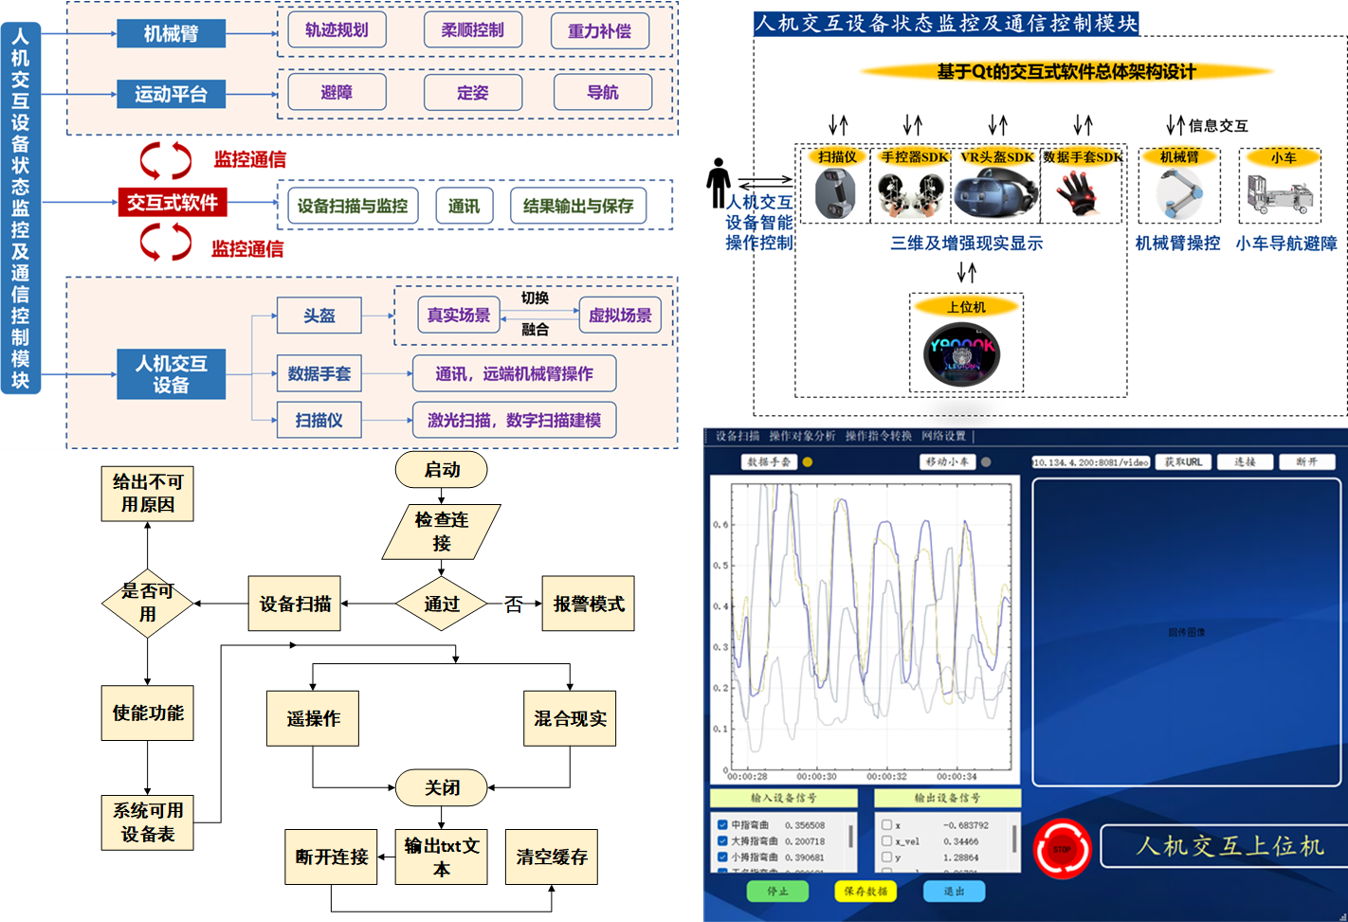 人机交互设备状态监控及通信控制模块
机械臂
轨迹规划
柔顺控制
重力补偿
运动平台
避障
定姿
导航
监控通信
交互式软件
设备扫描与监控
通讯
结果输出与保存
监控通信
人机交互
设备
头盔
真实场景
切换
融合
虚拟场景
数据手套
通讯，远端机械臂操作
扫描仪
激光扫描，数字扫描建模
人机交互设备状态监控及通信控制模块
基于Qt的交互式软件总体架构设计
信息交互
扫描仪
手控器SDK
VR头盔SDK
数据手套SDK
机械臂
小车
人机交互
设备智能
操作控制
三维及增强现实显示
机械臂操控
小车导航避障
上位机
Y9000K
LEGION
启动
检查连
接
通过
否
报警模式
设备扫描
是否可
用
给出不可
用原因
使能功能
系统可用
设备表
遥操作
混合现实
关闭
输出txt文
本
断开连接
清空缓存
设备扫描 操作对象分析 操作指令转换 网络设置
数据手套
移动小车
10.134.4.200:8081/video
获取URL
连接
断开
0.6
0.5
0.4
0.3
0.2
0.1
0
00:00:28
00:00:30
00:00:32
00:00:34
回传图像
输入设备信号
输出设备信号
中指弯曲 0.356508
大拇指弯曲 0.200718
小拇指弯曲 0.390681
x -0.683792
x_vel 0.34466
y 1.28864
停止
保存数据
退出
STOP
人机交互上位机